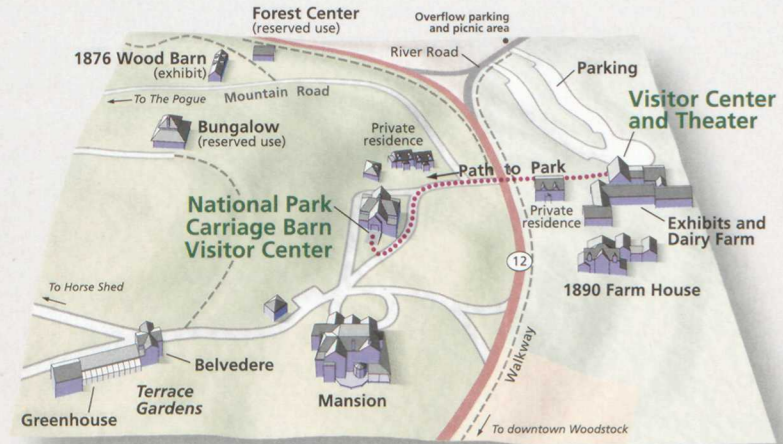 Forest Center
(reserved use)
Overflow parking
and picnic area
River Road
1876 Wood Barn
(exhibit)
Parking
To The Pogue
Mountain Road
Visitor Center
and Theater
Bungalow
(reserved use)
Private
residence
Path to Park
National Park
Carriage Barn
Visitor Center
Private
residence
Exhibits and
Dairy Farm
12
To Horse Shed
1890 Farm House
Walkway
Belvedere
Terrace
Gardens
Mansion
Greenhouse
To downtown Woodstock